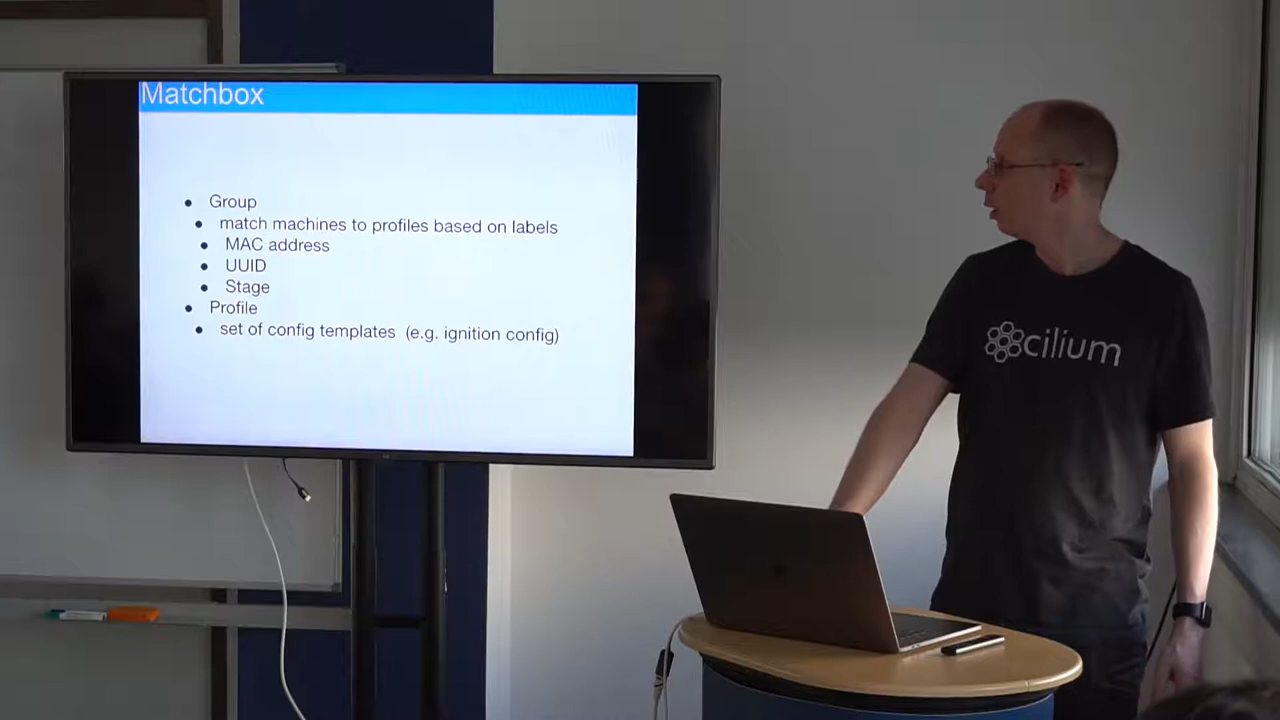 Matchbox
Group
match machines to profiles based on labels
MAC address
UUID
Stage
Profile
set of config templates (e.g. ignition config)
cilium